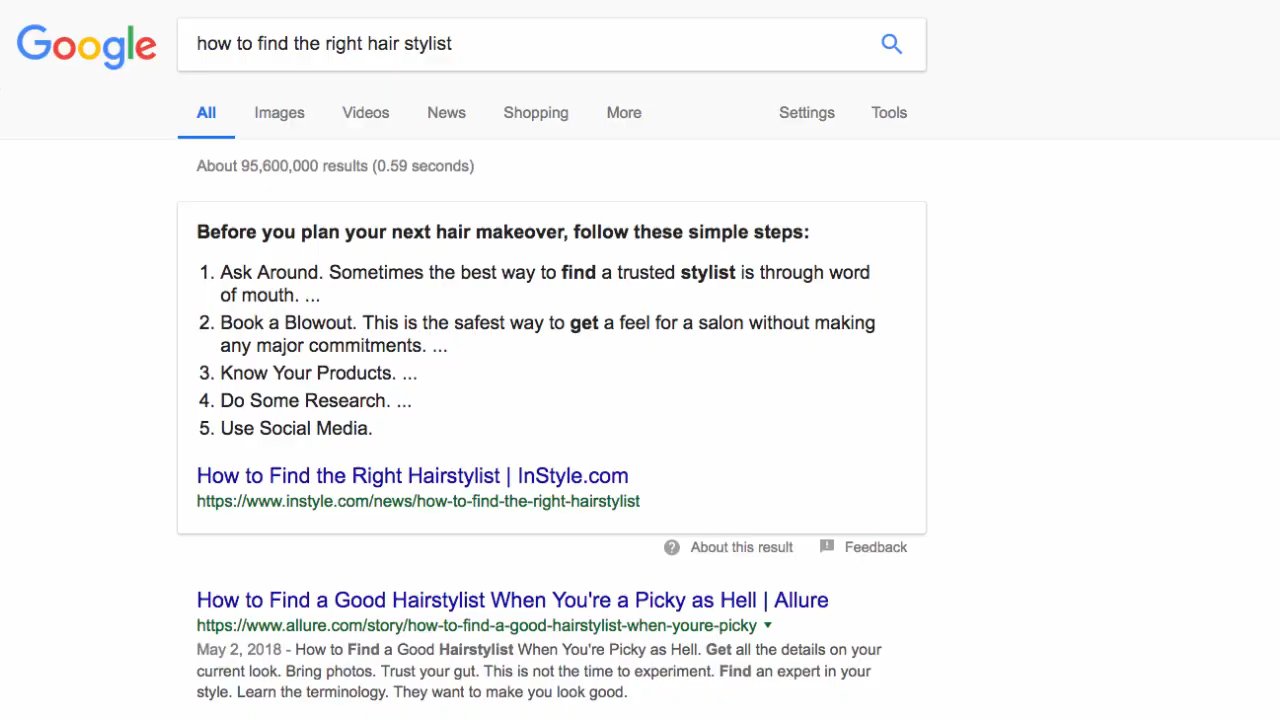 Google
how to find the right hair stylist
All Images Videos News Shopping More Settings Tools
About 95,600,000 results (0.59 seconds)
Before you plan your next hair makeover, follow these simple steps:
1. Ask Around. Sometimes the best way to find a trusted stylist is through word
of mouth. ...
2. Book a Blowout. This is the safest way to get a feel for a salon without making
any major commitments. ...
3. Know Your Products. ...
4. Do Some Research. ...
5. Use Social Media.
How to Find the Right Hairstylist | InStyle.com
https://www.instyle.com/news/how-to-find-the-right-hairstylist
About this result Feedback
How to Find a Good Hairstylist When You're a Picky as Hell | Allure
https://www.allure.com/story/how-to-find-a-good-hairstylist-when-youre-picky
May 2, 2018 - How to Find a Good Hairstylist When You're Picky as Hell. Get all the details on your
current look. Bring photos. Trust your gut. This is not the time to experiment. Find an expert in your
style. Learn the terminology. They want to make you look good.